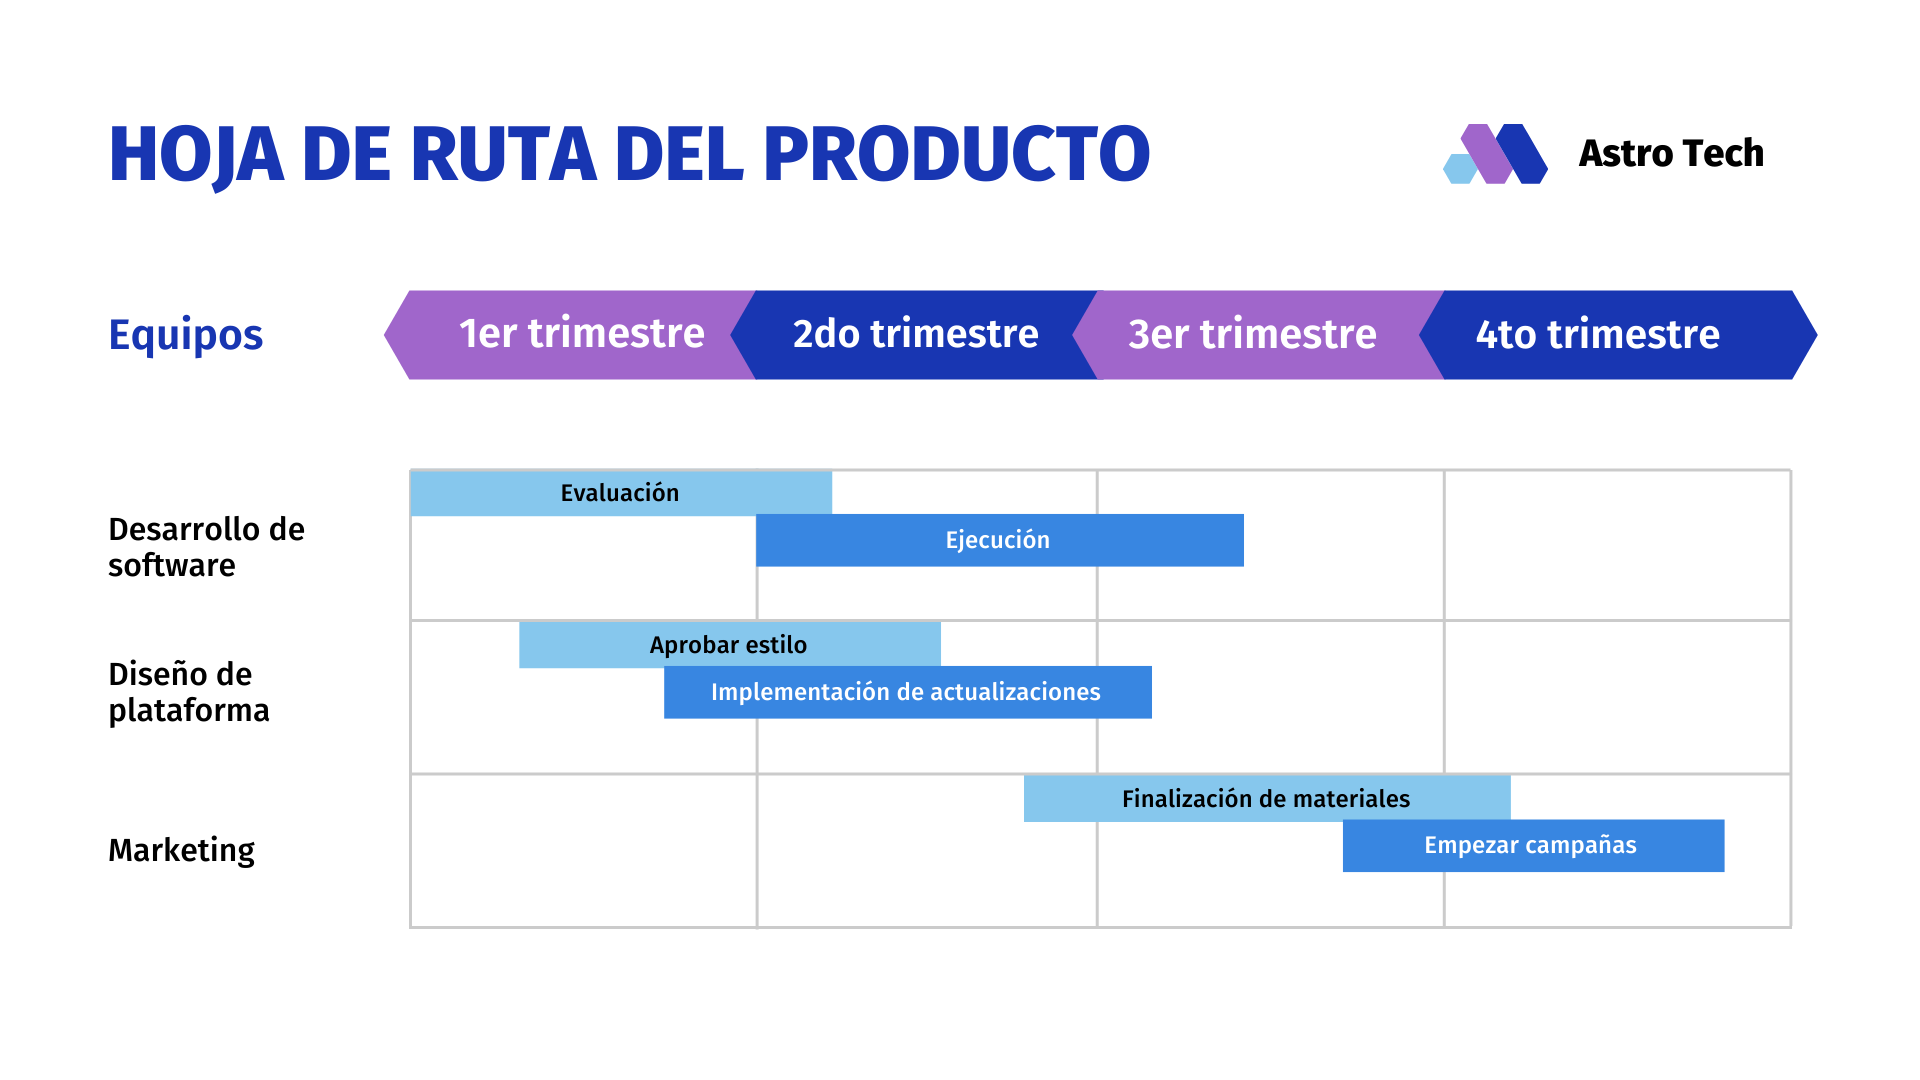 HOJA DE RUTA DEL PRODUCTO
Astro Tech
Equipos
1er trimestre
2do trimestre
3er trimestre
4to trimestre
Desarrollo de
software
Evaluación
Ejecución
Diseño de
plataforma
Aprobar estilo
Implementación de actualizaciones
Marketing
Finalización de materiales
Empezar campañas